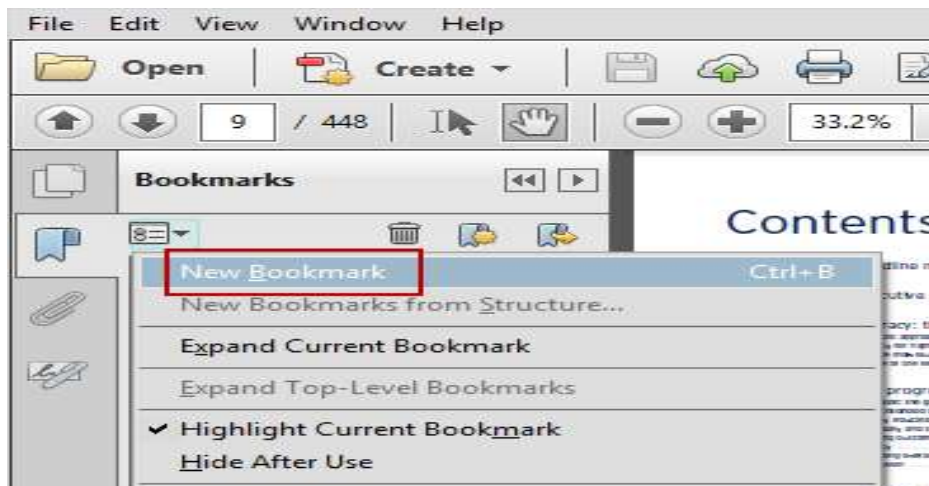 File Edit View Window Help
Open Create
9 / 448 33.2%
Bookmarks
Contents
New Bookmark Ctrl+B
New Bookmarks from Structure...
Expand Current Bookmark
Expand Top-Level Bookmarks
Highlight Current Bookmark
Hide After Use